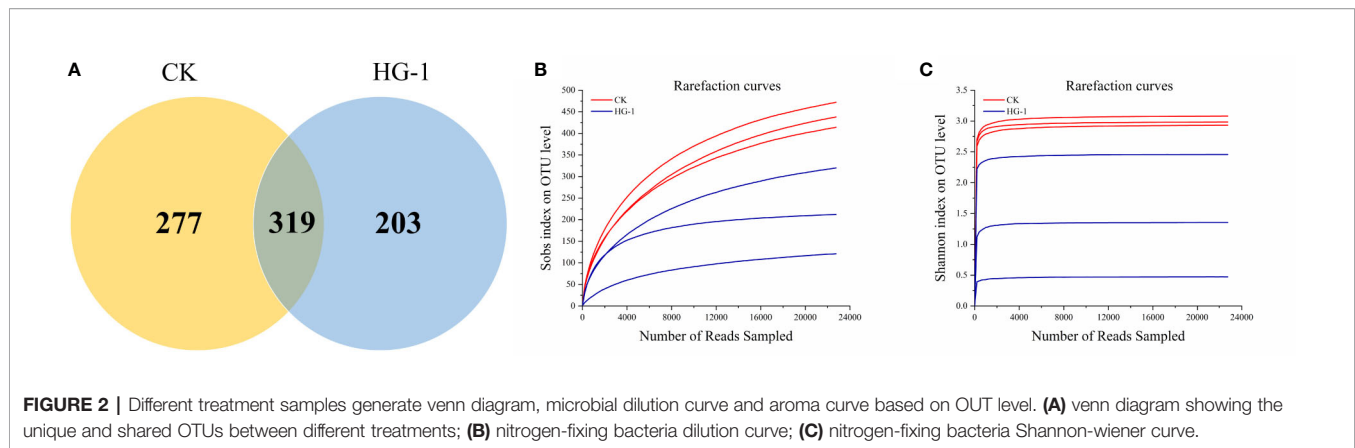 A
CK
HG-1
277
319
203
B
Rarefaction curves
CK
HG-1
Sobs index on OTU level
500
450
400
350
300
250
200
150
100
50
0
0 4000 8000 12000 16000 20000 24000
Number of Reads Sampled
C
Rarefaction curves
CK
HG-1
Shannon index on OTU level
3.5
3.0
2.5
2.0
1.5
1.0
0.5
0.0
0 4000 8000 12000 16000 20000 24000
Number of Reads Sampled
FIGURE 2 | Different treatment samples generate venn diagram, microbial dilution curve and aroma curve based on OUT level. (A) venn diagram showing the
unique and shared OTUs between different treatments; (B) nitrogen-fixing bacteria dilution curve; (C) nitrogen-fixing bacteria Shannon-wiener curve.